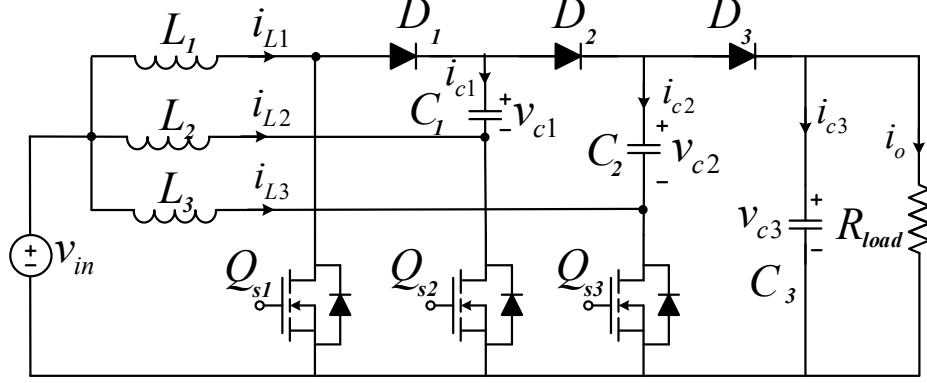 L1 iL1 D1 D2 D3
L2 iL2 ic1 C1 + - vc1 ic2 C2 + - vc2 ic3 io
L3 iL3
vin + - Qs1 Qs2 Qs3 vc3 + - C3 Rload